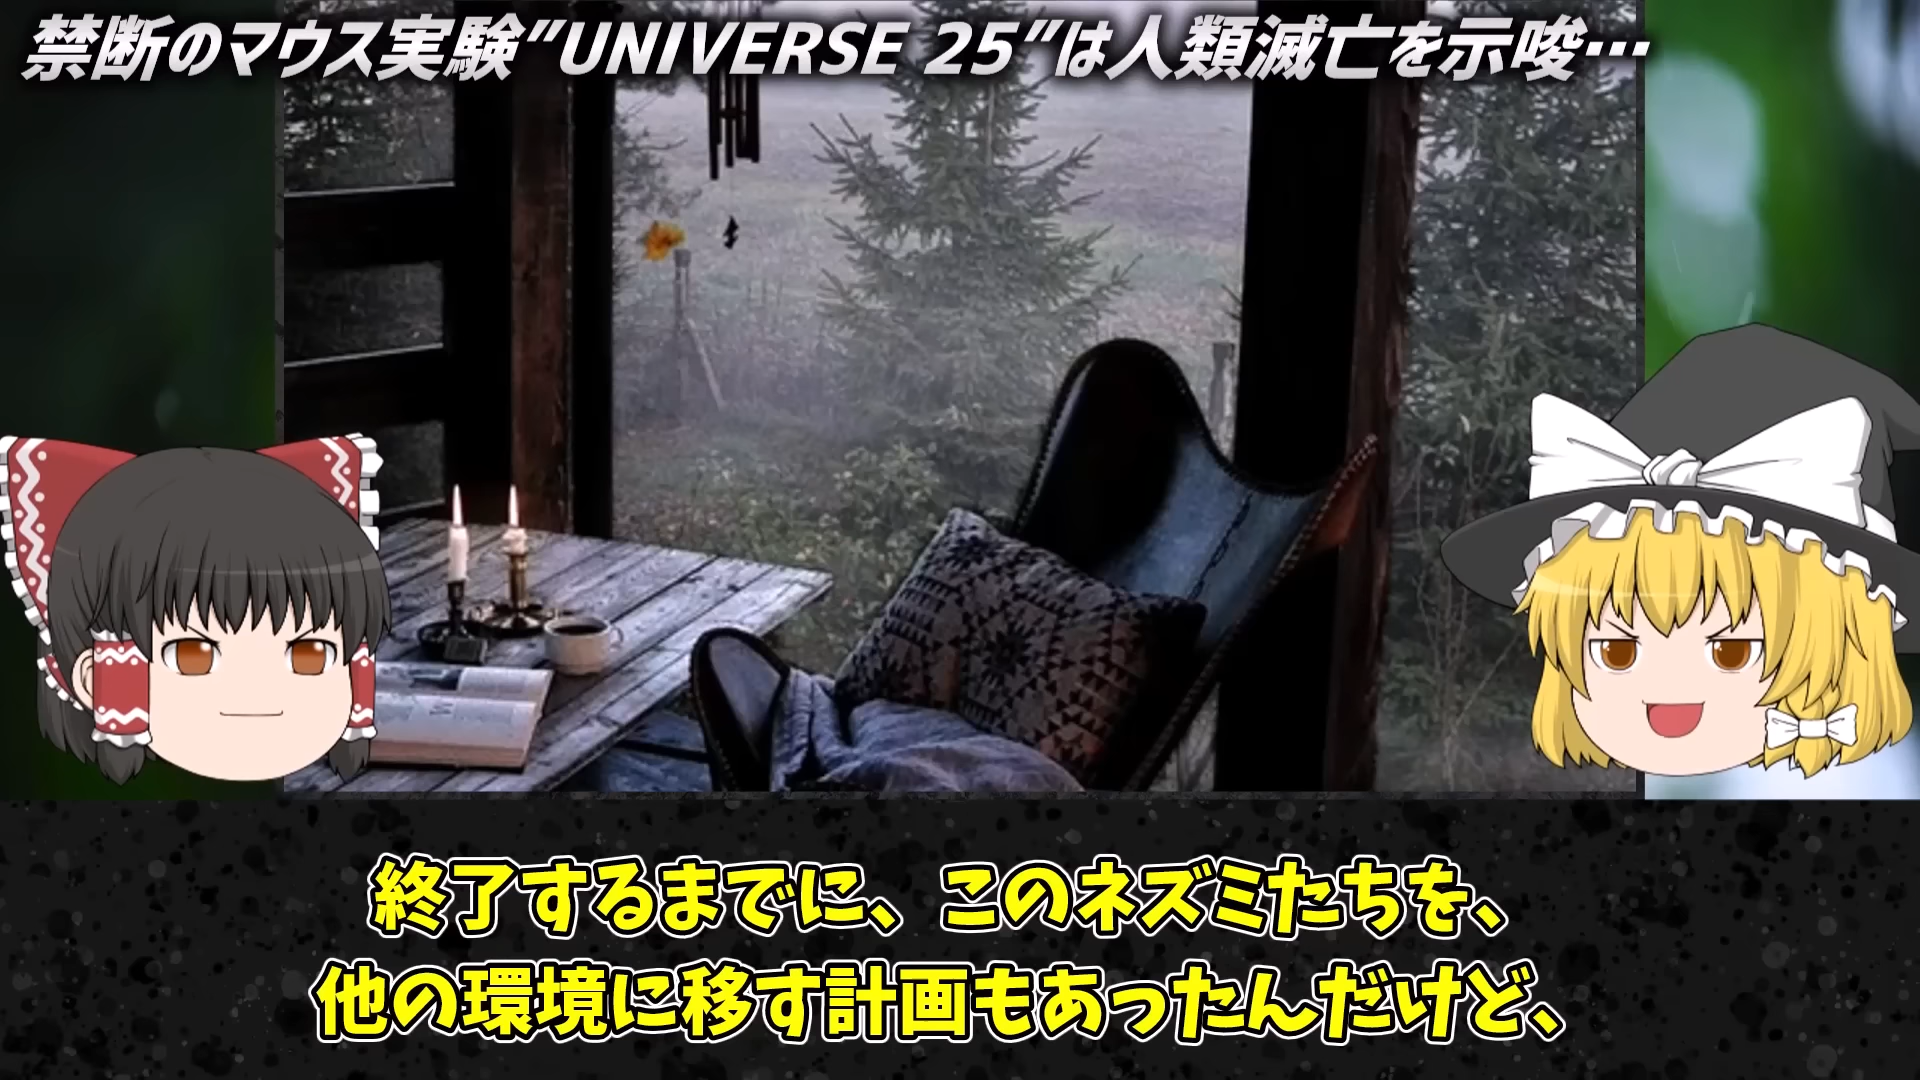 禁断のマウス実験”UNIVERSE 25”は人類滅亡を示唆…
終了するまでに、このネズミたちを、
他の環境に移す計画もあったんだけど、